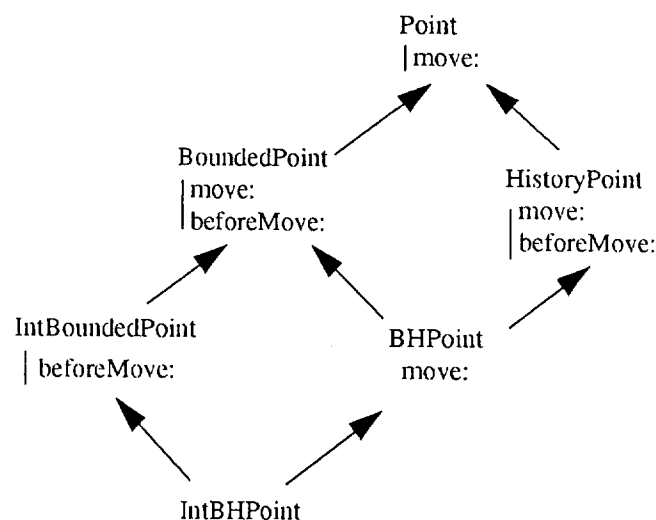 Point
move:
BoundedPoint
move:
beforeMove:
HistoryPoint
move:
beforeMove:
IntBoundedPoint
beforeMove:
BHPoint
move:
IntBHPoint